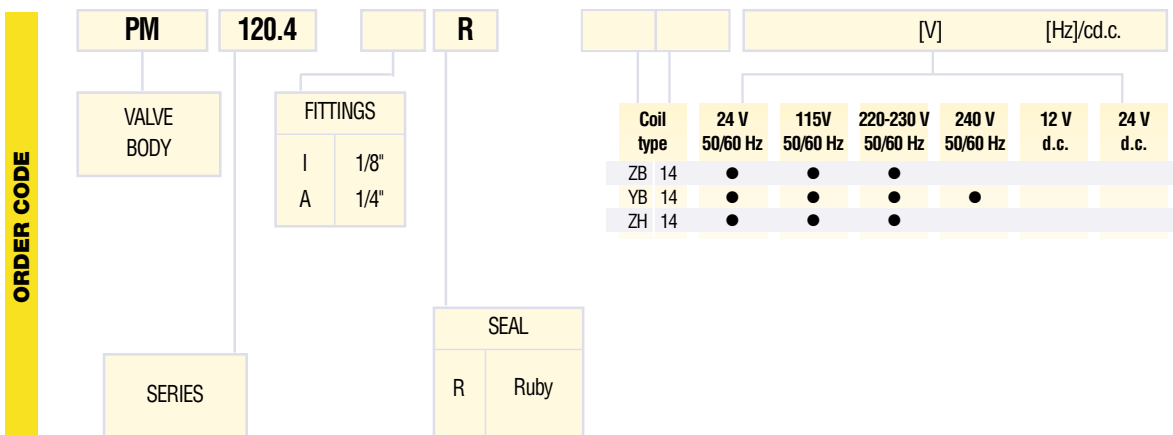 ORDER CODE
PM 120.4 R [V] [Hz]/cd.c.
VALVE
BODY
FITTINGS
I 1/8"
A 1/4"
Coil type 24 V 50/60 Hz 115V 50/60 Hz 220-230 V 50/60 Hz 240 V 50/60 Hz 12 V d.c. 24 V d.c.
ZB 14 ● ● ●
YB 14 ● ● ● ●
ZH 14 ● ● ●
SEAL
R Ruby
SERIES